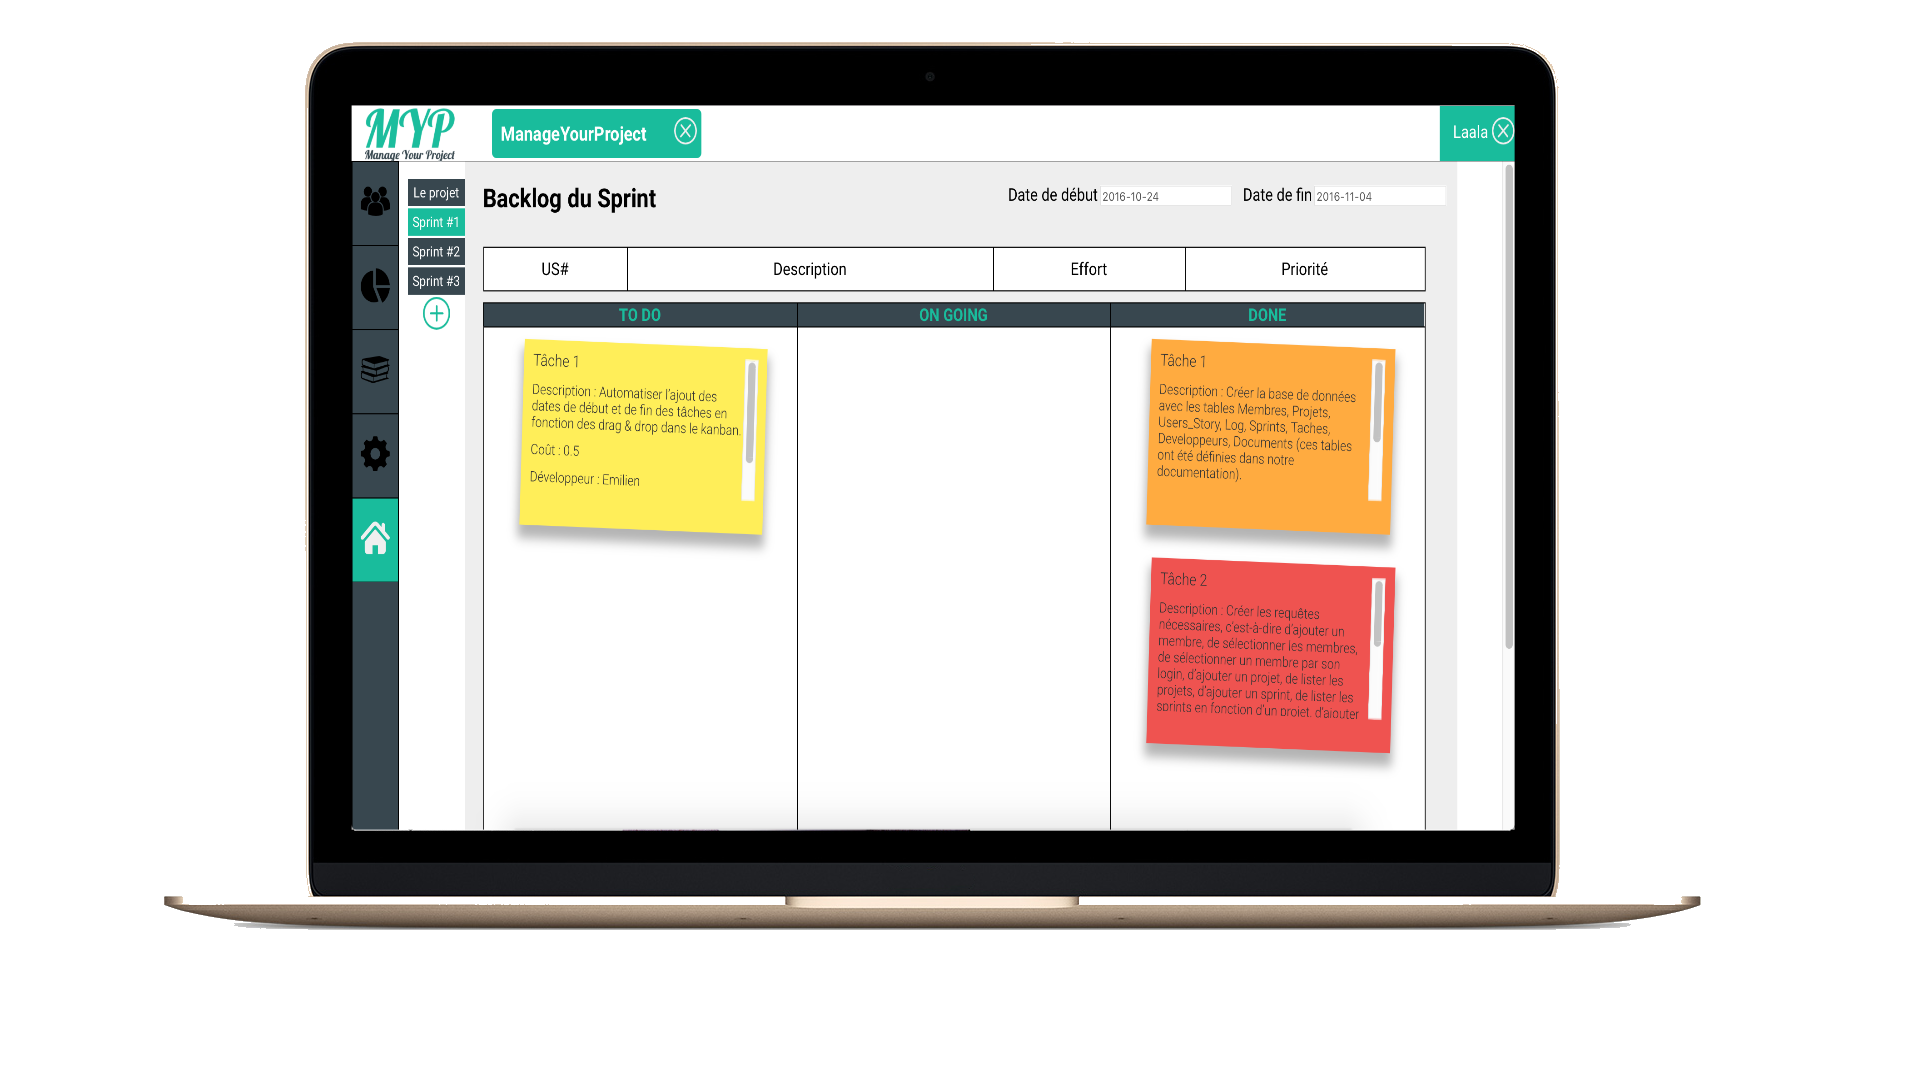 MYP
Manage Your Project
ManageYourProject
Laala
Le projet
Sprint #1
Sprint #2
Sprint #3
Backlog du Sprint
Date de début 2016-10-24
Date de fin 2016-11-04
US# Description Effort Priorité
TO DO ON GOING DONE
Tâche 1
Description : Automatiser l'ajout des
dates de début et de fin des tâches en
fonction des drag & drop dans le kanban.
Coût : 0.5
Développeur : Emilien
Tâche 1
Description : Créer la base de données
avec les tables Membres, Projets,
Users_Story, Log, Sprints, Taches,
Developpeurs, Documents (ces tables
ont été définies dans notre
documentation).
Tâche 2
Description : Créer les requêtes
nécessaires, c'est-à-dire d'ajouter un
membre, de sélectionner les membres,
de sélectionner un membre par son
login, d'ajouter un projet, de lister les
projets, d'ajouter un sprint, de lister les
sprints en fonction d'un projet, d'ajouter